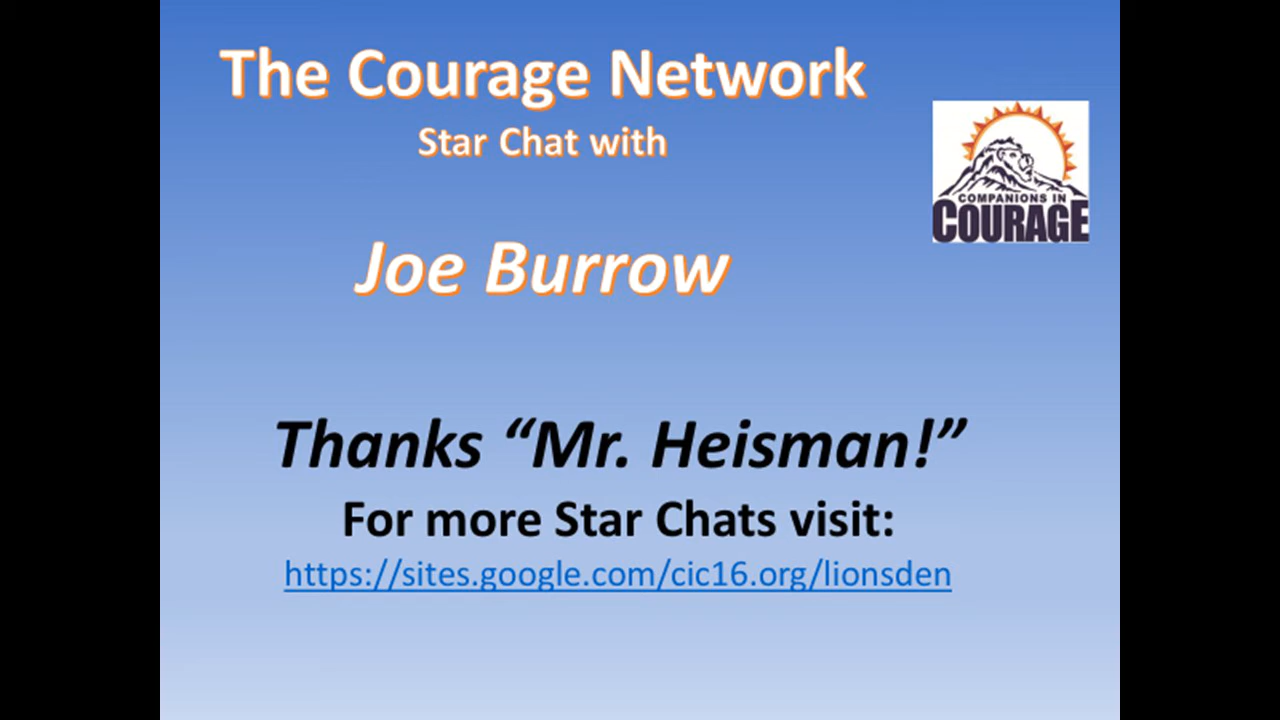 The Courage Network
Star Chat with
COMPANIONS IN
COURAGE
Joe Burrow
Thanks “Mr. Heisman!”
For more Star Chats visit:
https://sites.google.com/cic16.org/lionsden